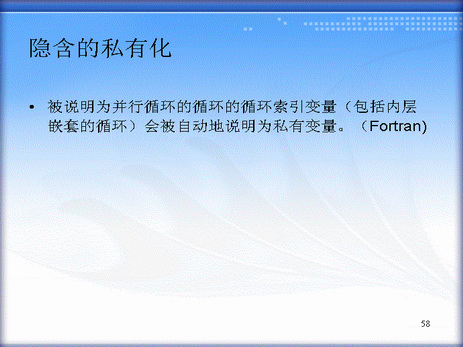 隐含的私有化
• 被说明为并行循环的循环的循环索引变量（包括内层
嵌套的循环）会被自动地说明为私有变量。（Fortran)
58